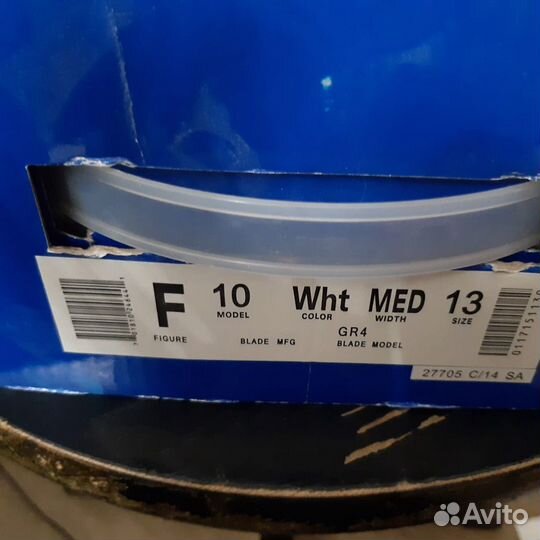 F 10 Wht MED 13
MODEL COLOR WIDTH SIZE
FIGURE BLADE MFG GR4
BLADE MODEL
27705 C/14 SA
Avito